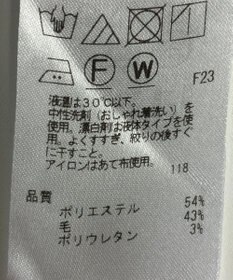 F W F23
液温は30℃以下。
中性洗剤(おしゃれ着洗い)を
使用。漂白剤は液体タイプを使
用。よくすすぎ、絞りの後すぐ
に干すこと。
アイロンはあて布使用。 118
品質
ポリエステル 54%
毛 43%
ポリウレタン 3%